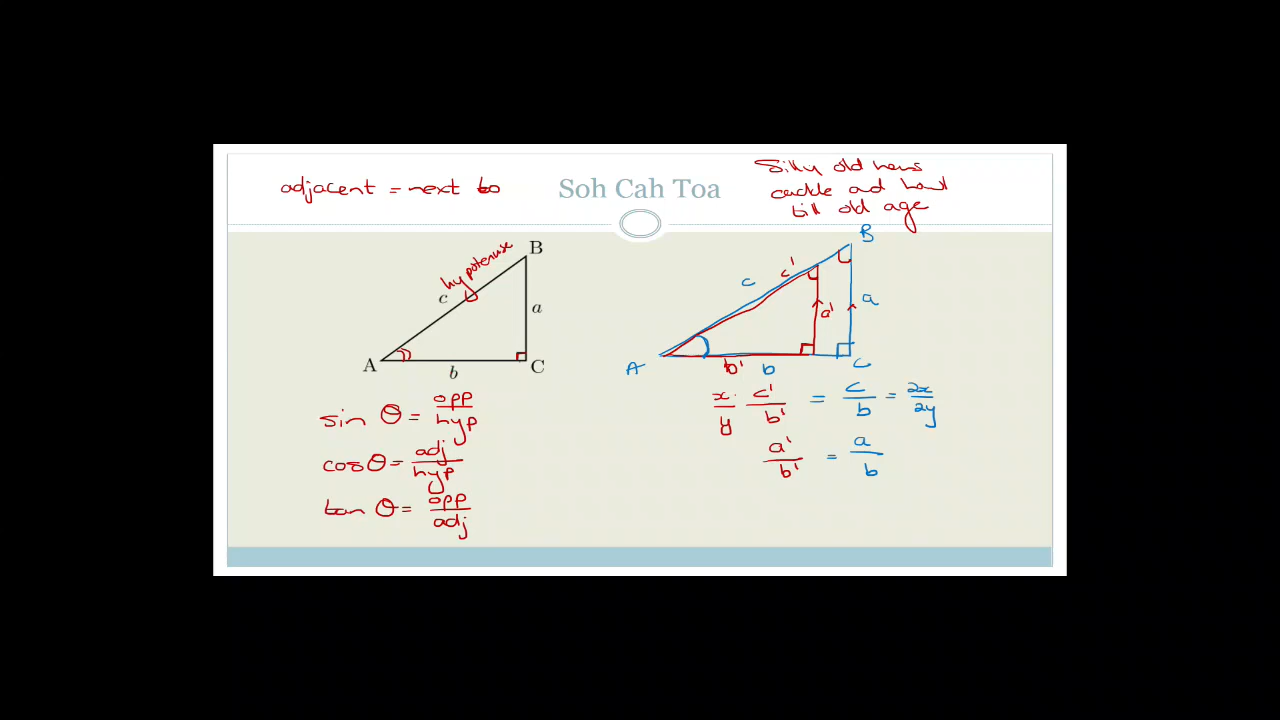 adjacent = next to
Soh Cah Toa
Silly old hens
cackle and howl
till old age
B
hypotenuse
c
a
A
b
C
sin θ = opp/hyp
cos θ = adj/hyp
tan θ = opp/adj
B
c
c'
a'
a
A
b'
b
C
x/y c'/b' = c/b = 2x/2y
a'/b' = a/b